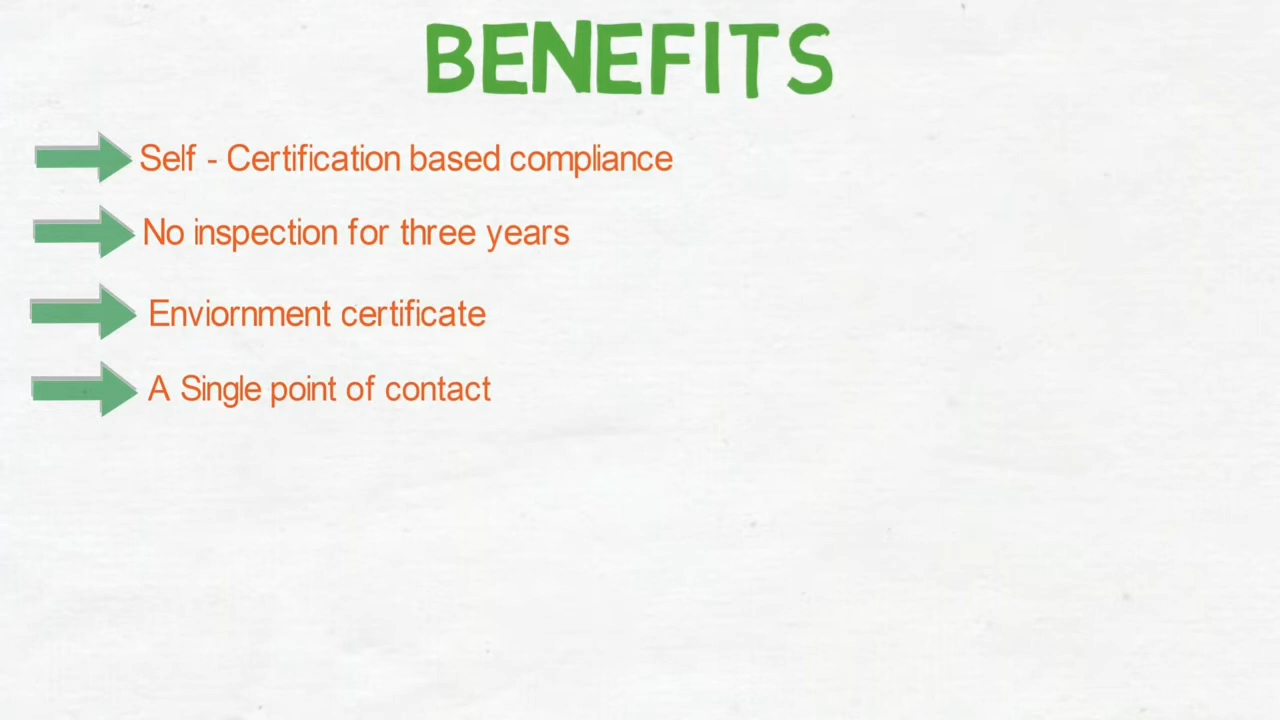 BENEFITS
Self - Certification based compliance
No inspection for three years
Enviornment certificate
A Single point of contact